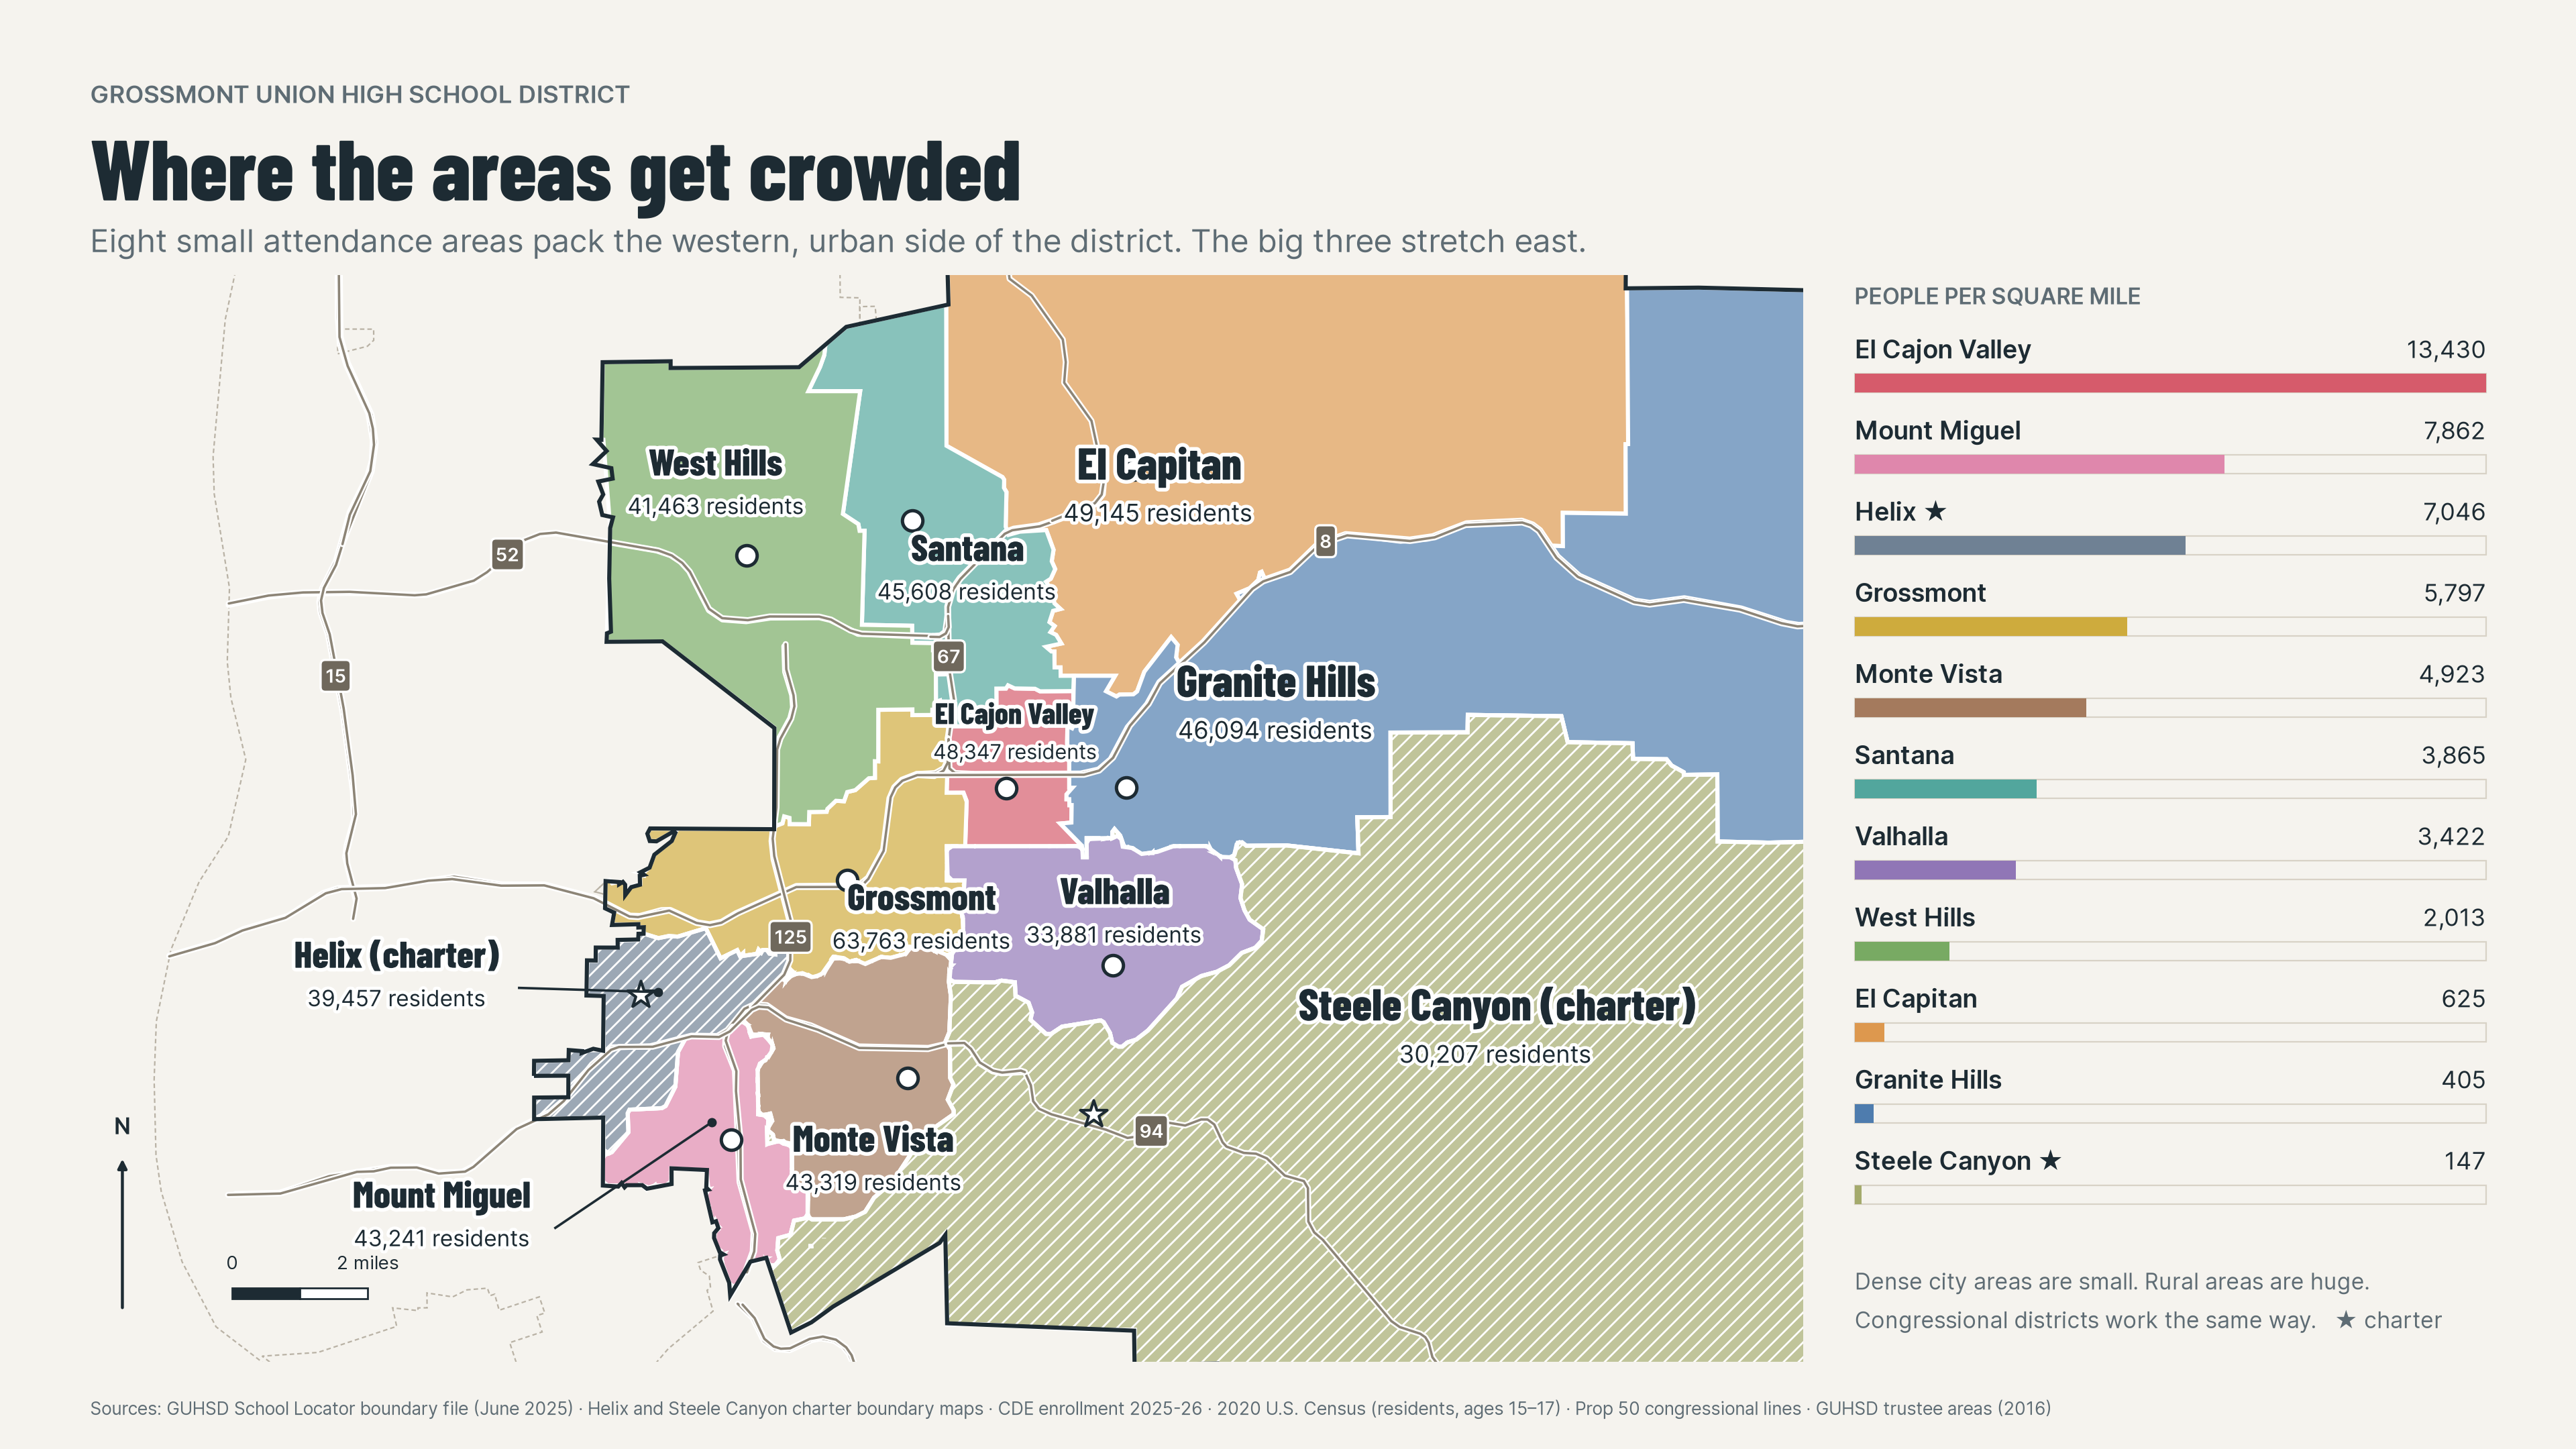 GROSSMONT UNION HIGH SCHOOL DISTRICT
Where the areas get crowded
Eight small attendance areas pack the western, urban side of the district. The big three stretch east.
West Hills
41,463 residents
El Capitan
49,145 residents
Santana
45,608 residents
52
8
67
15
Granite Hills
46,094 residents
El Cajon Valley
48,347 residents
Grossmont
63,763 residents
Valhalla
33,881 residents
125
Helix (charter)
39,457 residents
Steele Canyon (charter)
30,207 residents
94
Monte Vista
43,319 residents
Mount Miguel
43,241 residents
N
0 2 miles
PEOPLE PER SQUARE MILE
El Cajon Valley 13,430
Mount Miguel 7,862
Helix ★ 7,046
Grossmont 5,797
Monte Vista 4,923
Santana 3,865
Valhalla 3,422
West Hills 2,013
El Capitan 625
Granite Hills 405
Steele Canyon ★ 147
Dense city areas are small. Rural areas are huge.
Congressional districts work the same way. ★ charter
Sources: GUHSD School Locator boundary file (June 2025) · Helix and Steele Canyon charter boundary maps · CDE enrollment 2025-26 · 2020 U.S. Census (residents, ages 15–17) · Prop 50 congressional lines · GUHSD trustee areas (2016)